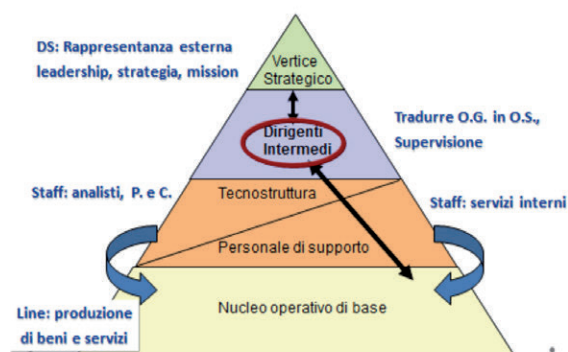 DS: Rappresentanza esterna
leadership, strategia, mission
Vertice
Strategico
Dirigenti
Intermedi
Tradurre O.G. in O.S.,
Supervisione
Staff: analisti, P. e C.
Tecnostruttura
Staff: servizi interni
Personale di supporto
Nucleo operativo di base
Line: produzione
di beni e servizi